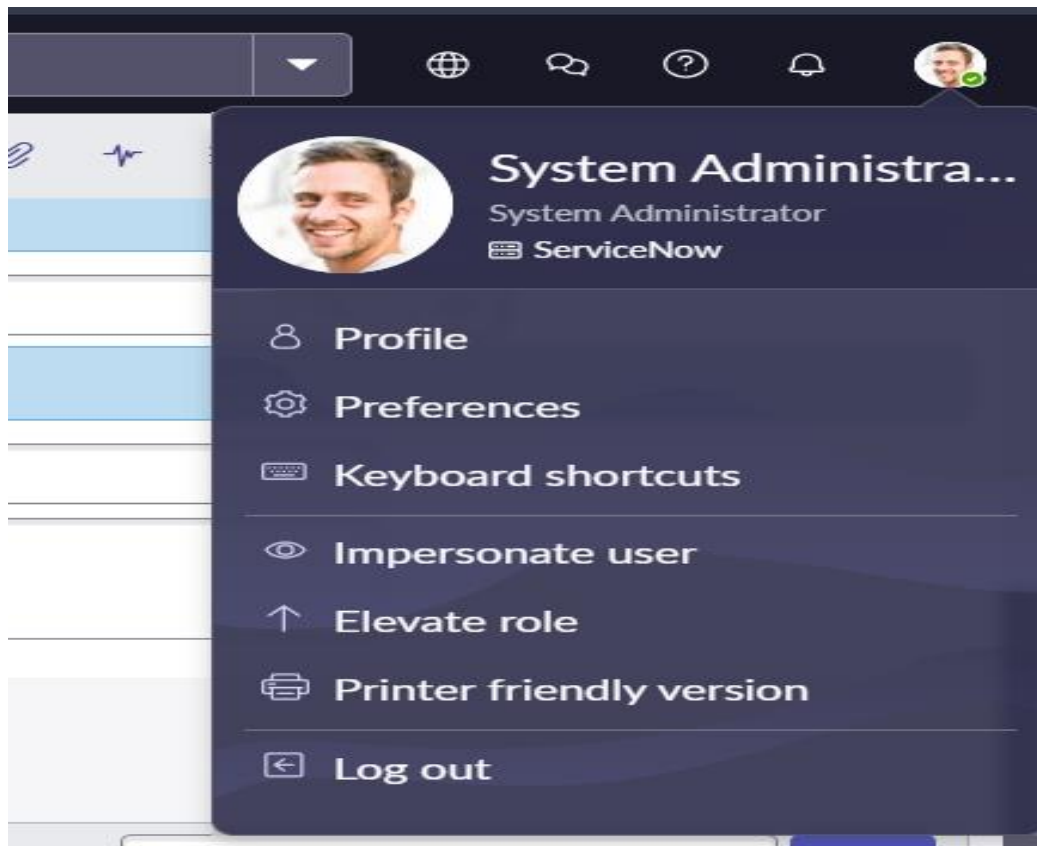 System Administra...
System Administrator
ServiceNow
Profile
Preferences
Keyboard shortcuts
Impersonate user
Elevate role
Printer friendly version
Log out